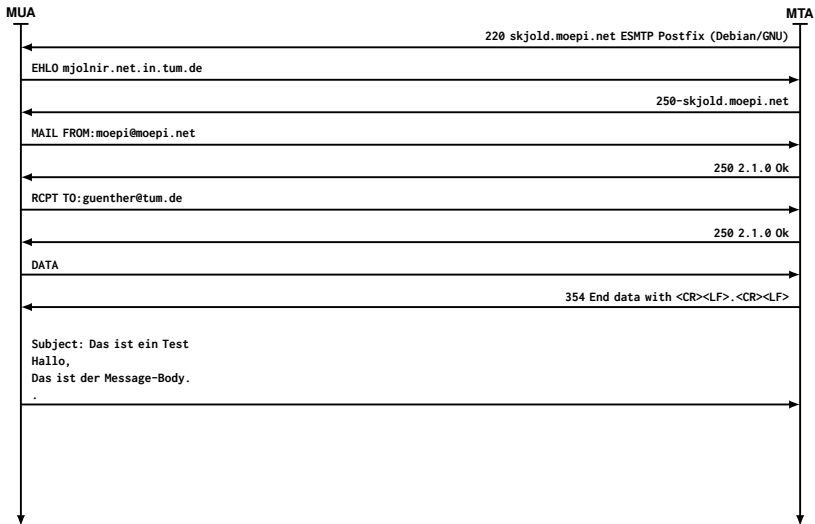 MUA
MTA
220 skjold.moepi.net ESMTP Postfix (Debian/GNU)
EHLO mjolnir.net.in.tum.de
250-skjold.moepi.net
MAIL FROM:moepi@moepi.net
250 2.1.0 Ok
RCPT TO:guenther@tum.de
250 2.1.0 Ok
DATA
354 End data with <CR><LF>.<CR><LF>
Subject: Das ist ein Test
Hallo,
Das ist der Message-Body.
.